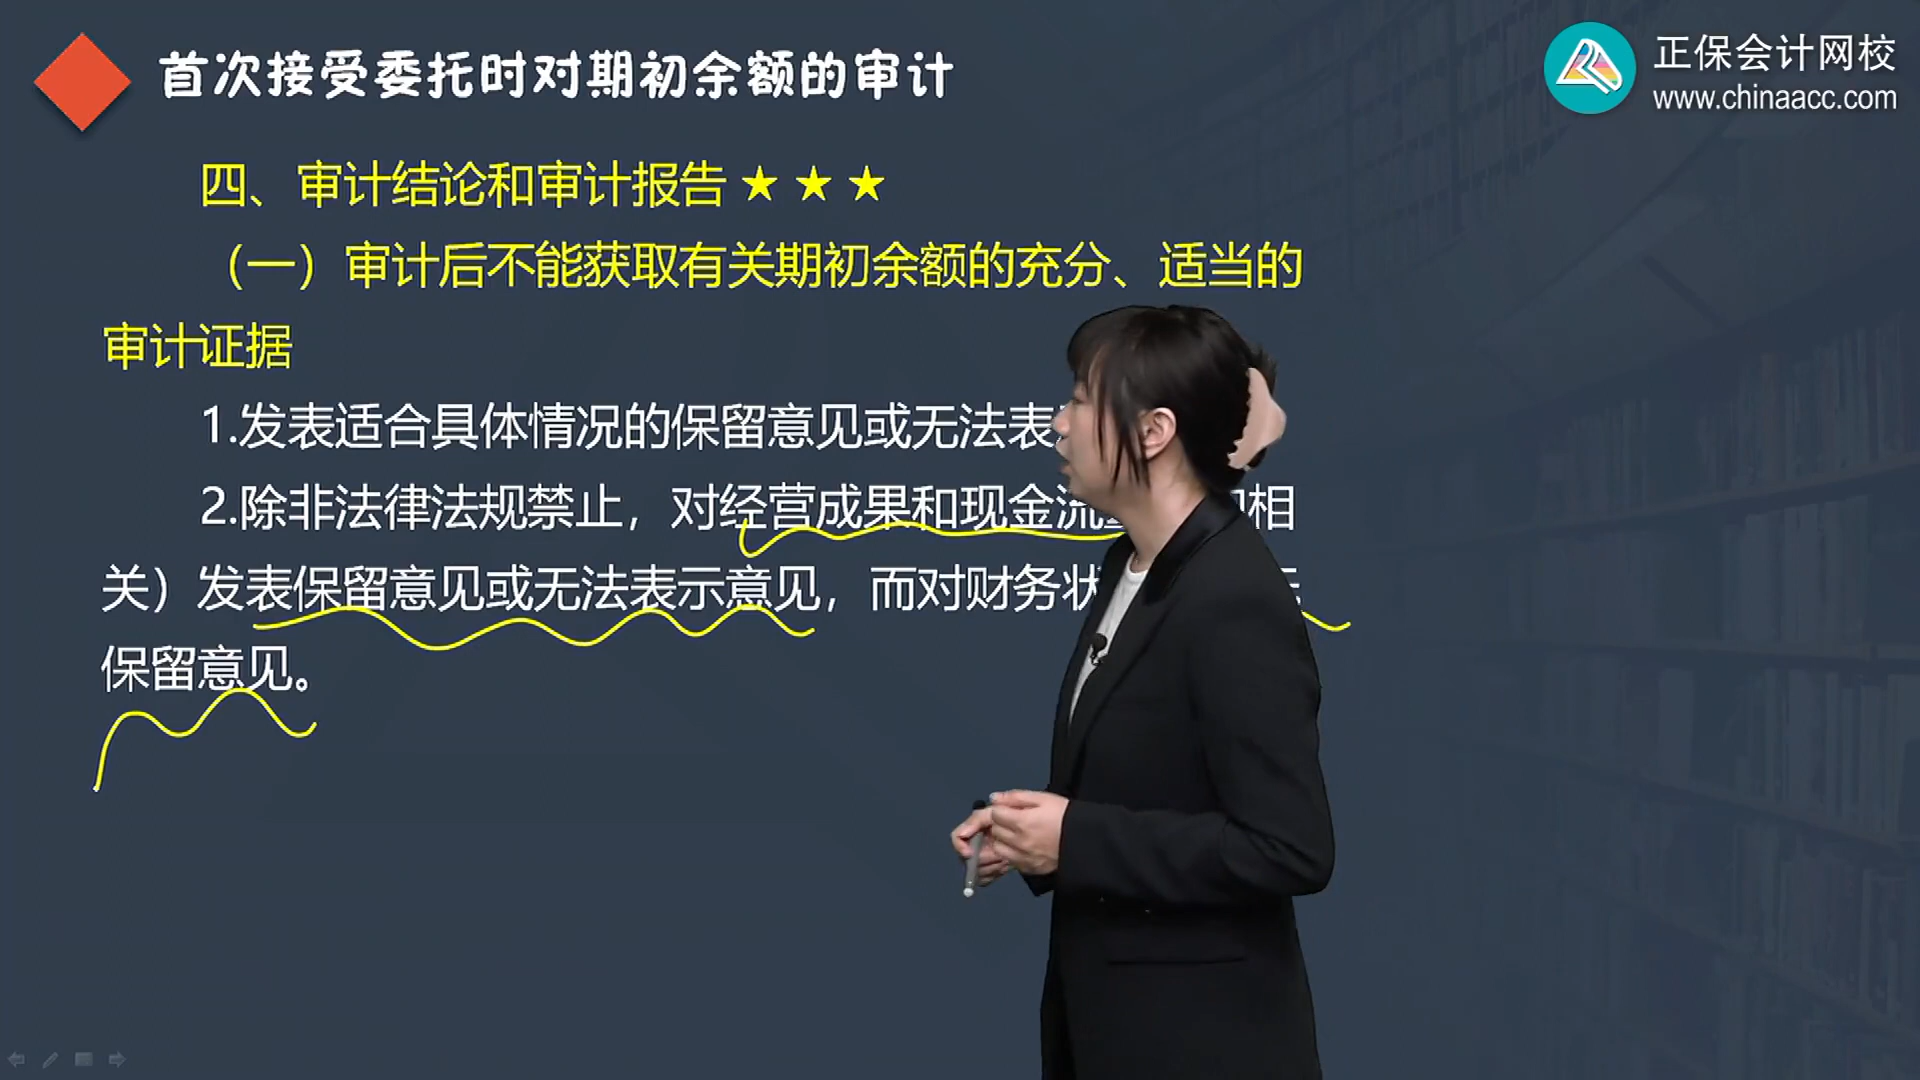 首次接受委托时对期初余额的审计
正保会计网校
www.chinaacc.com
四、审计结论和审计报告★★★
（一）审计后不能获取有关期初余额的充分、适当的
审计证据
1.发表适合具体情况的保留意见或无法表
2.除非法律法规禁止，对经营成果和现金流 相
关）发表保留意见或无法表示意见，而对财务状
保留意见。